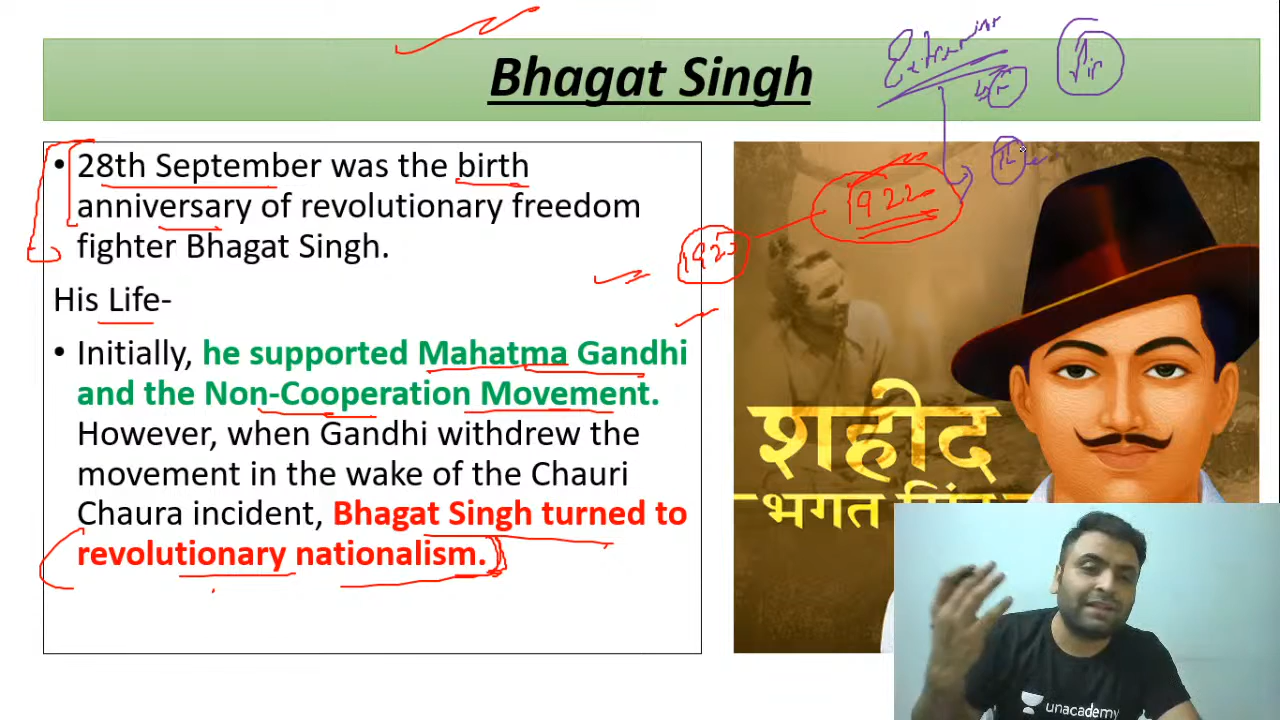 Bhagat Singh
Extremist
• 28th September was the birth
anniversary of revolutionary freedom
fighter Bhagat Singh.
1922
His Life-
• Initially, he supported Mahatma Gandhi
and the Non-Cooperation Movement.
However, when Gandhi withdrew the
movement in the wake of the Chauri
Chaura incident, Bhagat Singh turned to
revolutionary nationalism.
शहीद
भगत सिंह
unacademy